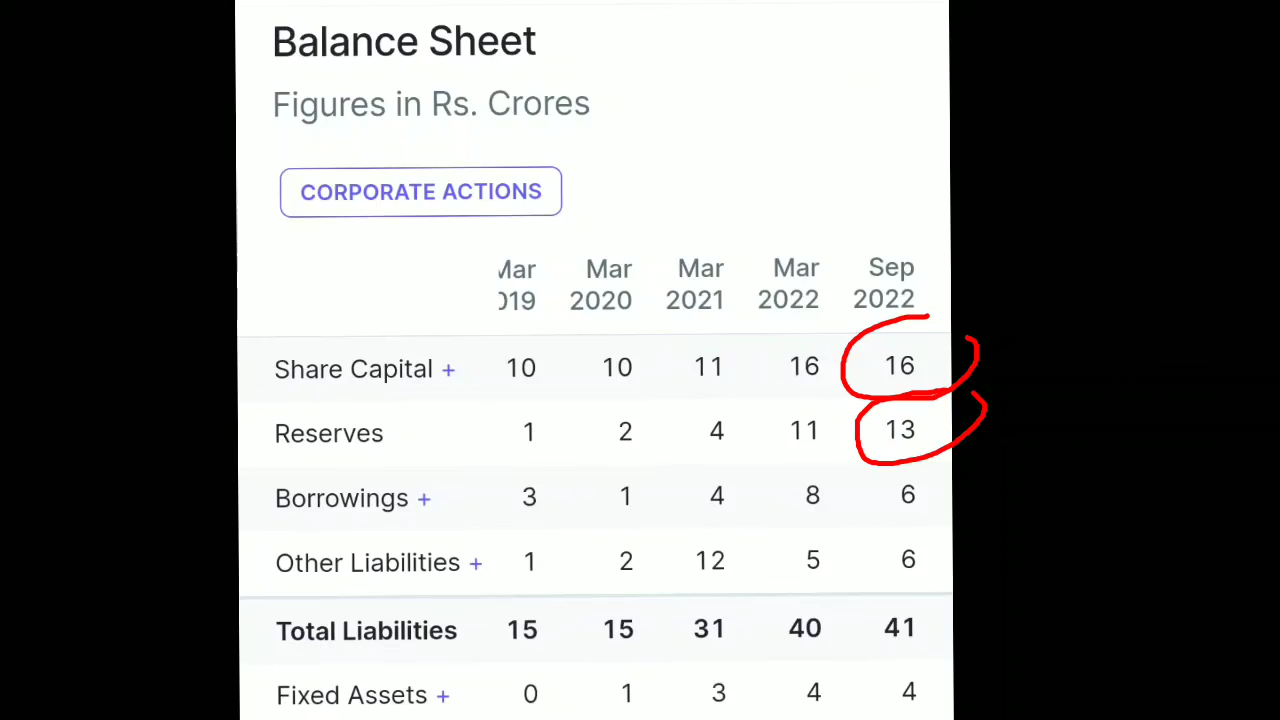 Balance Sheet
Figures in Rs. Crores
CORPORATE ACTIONS
Mar Mar Mar Sep
019 2020 2021 2022 2022
Share Capital + 10 10 11 16 16
Reserves 1 2 4 11 13
Borrowings + 3 1 4 8 6
Other Liabilities + 1 2 12 5 6
Total Liabilities 15 15 31 40 41
Fixed Assets + 0 1 3 4 4